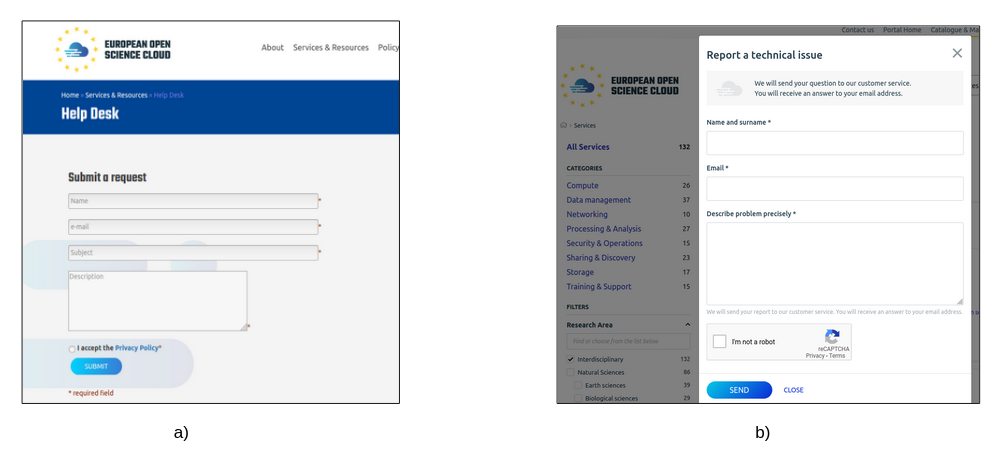 EUROPEAN OPEN
SCIENCE CLOUD
About Services & Resources Policy
Home » Services & Resources » Help Desk
Help Desk
Submit a request
Name *
e-mail *
Subject *
Description *
I accept the Privacy Policy*
SUBMIT
* required field
a)
Contact us Portal Home Catalogue & Ma
EUROPEAN OPEN
SCIENCE CLOUD
Services
All Services 132
CATEGORIES
Compute 26
Data management 37
Networking 10
Processing & Analysis 27
Security & Operations 15
Sharing & Discovery 23
Storage 17
Training & Support 15
FILTERS
Research Area
Find or choose from the list below
Interdisciplinary 132
Natural Sciences 86
Earth sciences 39
Biological sciences 29
Report a technical issue
We will send your question to our customer service.
You will receive an answer to your email address.
Name and surname *
Email *
Describe problem precisely *
We will send your report to our customer service. You will receive an answer to your email address.
I'm not a robot
reCAPTCHA
Privacy - Terms
SEND CLOSE
b)